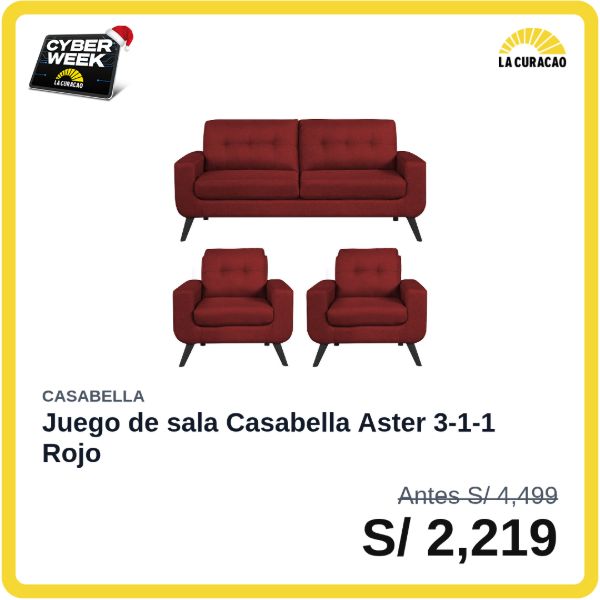 CYBER
WEEK
LA CURACAO
LA CURACAO
CASABELLA
Juego de sala Casabella Aster 3-1-1
Rojo
Antes S/ 4,499
S/ 2,219